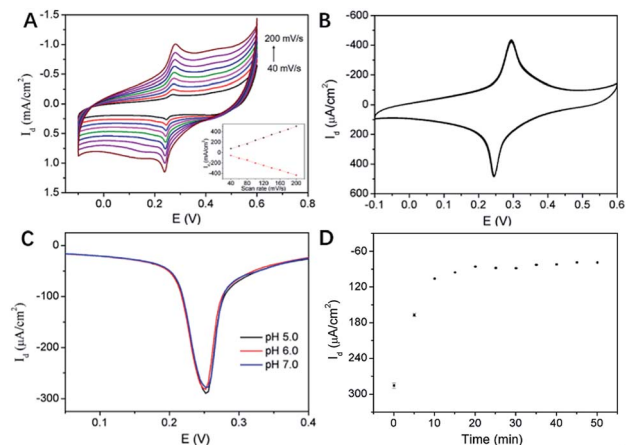 A
-1.5
-1.0
-0.5
0.0
0.5
1.0
1.5
I_d (mA/cm²)
200 mV/s
40 mV/s
400
200
0
-200
-400
40 80 120 160 200
Scan rate (mV/s)
0.0 0.2 0.4 0.6 0.8
E (V)
B
-600
-400
-200
0
200
400
600
I_d (µA/cm²)
-0.1 0.0 0.1 0.2 0.3 0.4 0.5 0.6
E (V)
C
0
-100
-200
-300
I_d (µA/cm²)
pH 5.0
pH 6.0
pH 7.0
0.1 0.2 0.3 0.4
E (V)
D
-60
60
120
180
240
300
I_d (µA/cm²)
0 10 20 30 40 50
Time (min)